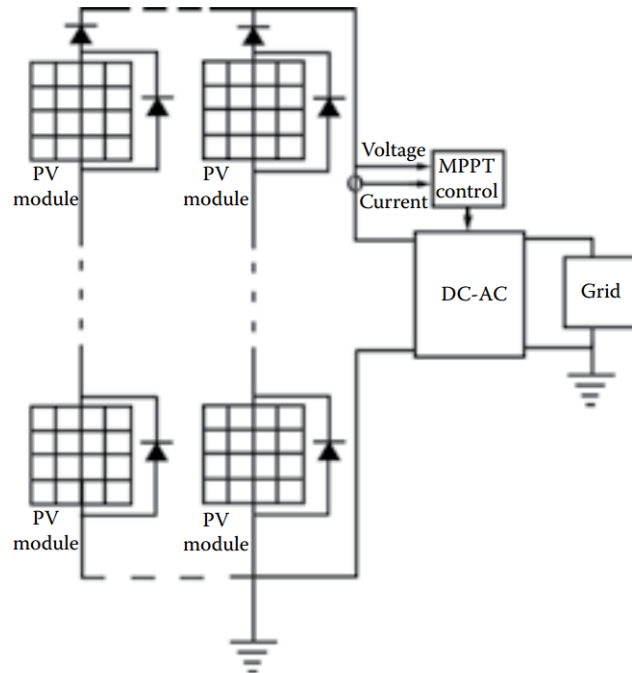 PV
module
PV
module
Voltage
Current
MPPT
control
DC-AC
Grid
PV
module
PV
module